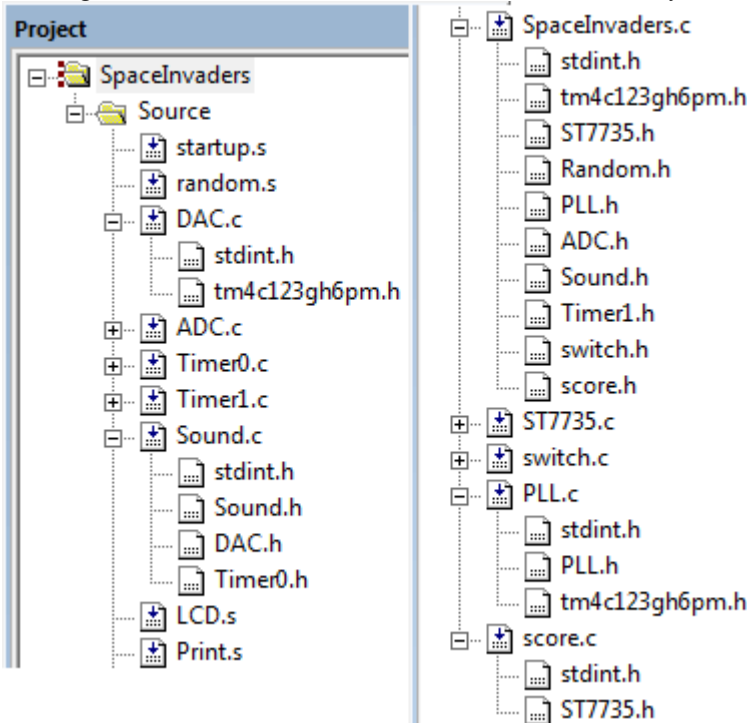 Project
SpaceInvaders
Source
startup.s
random.s
DAC.c
stdint.h
tm4c123gh6pm.h
ADC.c
Timer0.c
Timer1.c
Sound.c
stdint.h
Sound.h
DAC.h
Timer0.h
LCD.s
Print.s
SpaceInvaders.c
stdint.h
tm4c123gh6pm.h
ST7735.h
Random.h
PLL.h
ADC.h
Sound.h
Timer1.h
switch.h
score.h
ST7735.c
switch.c
PLL.c
stdint.h
PLL.h
tm4c123gh6pm.h
score.c
stdint.h
ST7735.h